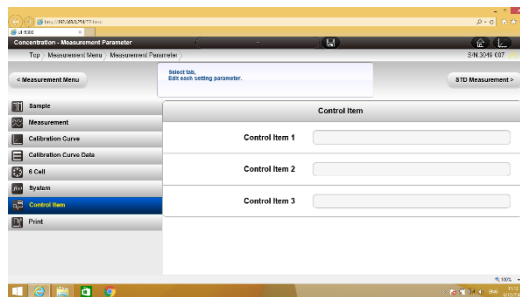 Concentration - Measurement Parameter
Top Measurement Menu Measurement Parameter
< Measurement Menu
Select tab,
Edit each setting parameter.
STD Measurement >
Sample
Measurement
Calibration Curve
Calibration Curve Data
6 Cell
System
Control Item
Print
Control Item
Control Item 1
Control Item 2
Control Item 3
100%